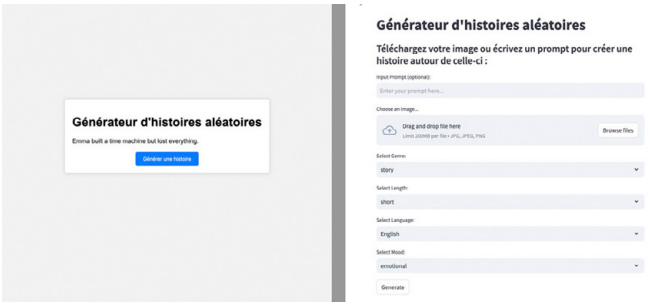 Générateur d'histoires aléatoires
Emma built a time machine but lost everything.
Générer une histoire
Générateur d'histoires aléatoires
Téléchargez votre image ou écrivez un prompt pour créer une
histoire autour de celle-ci :
Input Prompt (optional):
Enter your prompt here...
Choose an image...
Drag and drop file here
Limit 200MB per file • JPG, JPEG, PNG
Browse files
Select Genre:
story
Select Length:
short
Select Language:
English
Select Mood:
emotional
Generate